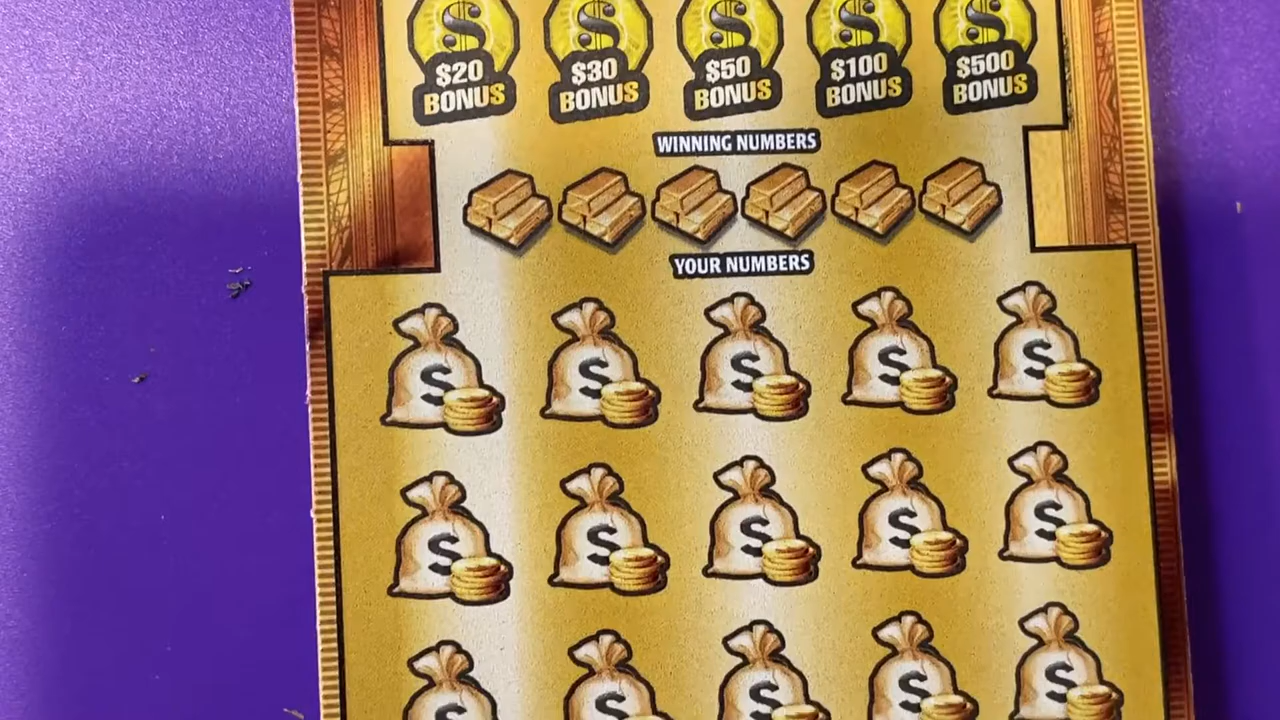 $ $ $ $ $
$20 $30 $50 $100 $500
BONUS BONUS BONUS BONUS BONUS
WINNING NUMBERS
YOUR NUMBERS
$ $ $ $ $
$ $ $ $ $
$ $ $ $ $